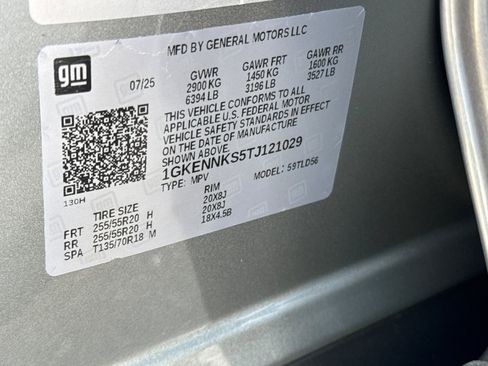 MFD BY GENERAL MOTORS LLC
gm
07/25
GVWR GAWR FRT GAWR RR
2900 KG 1450 KG 1600 KG
6394 LB 3196 LB 3527 LB
THIS VEHICLE CONFORMS TO ALL
APPLICABLE U.S. FEDERAL MOTOR
VEHICLE SAFETY STANDARDS IN EFFECT
ON THE DATE OF MANUFACTURE
SHOWN ABOVE.
1GKENNKS5TJ121029
TYPE: MPV MODEL: 59TLD56
130H
TIRE SIZE RIM
FRT 255/55R20 H 20X8J
RR 255/55R20 H 20X8J
SPA T135/70R18 M 18X4.5B